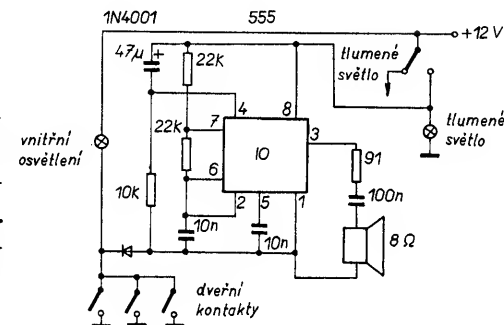 1N4001 555
+12 V
47µ +
22k
tlumené
světlo
4 8
22k 7 3
vnitřní
osvětlení
IO
91
tlumené
světlo
6
10k
100n
2 5 1
10n
10n
8 Ω
dveřní
kontakty